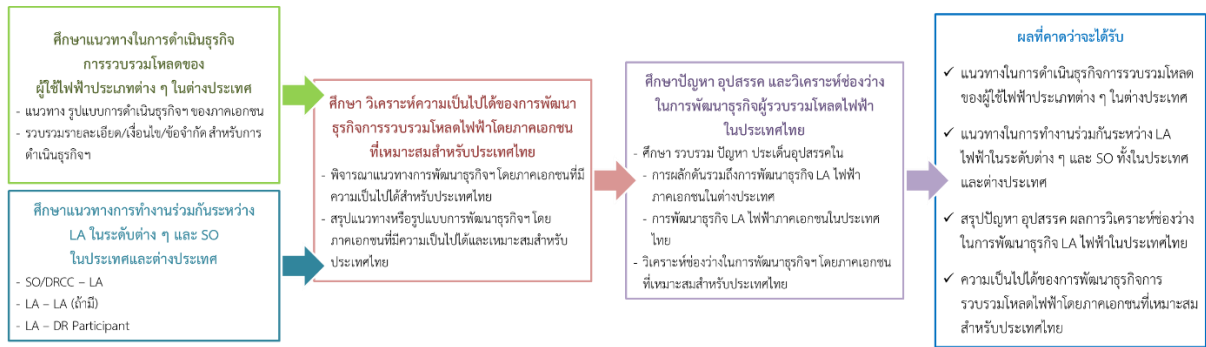 ศึกษาแนวทางในการดำเนินธุรกิจ
การรวบรวมโหลดของ
ผู้ใช้ไฟฟ้าประเภทต่าง ๆ ในต่างประเทศ
- แนวทาง รูปแบบการดำเนินธุรกิจฯ ของภาคเอกชน
- รวบรวมรายละเอียด/เงื่อนไข/ข้อจำกัด สำหรับการ
ดำเนินธุรกิจฯ
ศึกษาแนวทางการทำงานร่วมกันระหว่าง
LA ในระดับต่าง ๆ และ SO
ในประเทศและต่างประเทศ
- SO/DRCC – LA
- LA – LA (ถ้ามี)
- LA – DR Participant
ศึกษา วิเคราะห์ความเป็นไปได้ของการพัฒนา
ธุรกิจการรวบรวมโหลดไฟฟ้าโดยภาคเอกชน
ที่เหมาะสมสำหรับประเทศไทย
- พิจารณาแนวทางการพัฒนาธุรกิจฯ โดยภาคเอกชนที่มี
ความเป็นไปได้สำหรับประเทศไทย
- สรุปแนวทางหรือรูปแบบการพัฒนาธุรกิจฯ โดย
ภาคเอกชนที่มีความเป็นไปได้และเหมาะสมสำหรับ
ประเทศไทย
ศึกษาปัญหา อุปสรรค และวิเคราะห์ช่องว่าง
ในการพัฒนาธุรกิจผู้รวบรวมโหลดไฟฟ้า
ในประเทศไทย
- ศึกษา รวบรวม ปัญหา ประเด็นอุปสรรคใน
- การผลักดันรวมถึงการพัฒนาธุรกิจ LA ไฟฟ้า
ภาคเอกชนในต่างประเทศ
- การพัฒนาธุรกิจ LA ไฟฟ้าภาคเอกชนในประเทศ
ไทย
- วิเคราะห์ช่องว่างในการพัฒนาธุรกิจฯ โดยภาคเอกชน
ที่เหมาะสมสำหรับประเทศไทย
ผลที่คาดว่าจะได้รับ
✓ แนวทางในการดำเนินธุรกิจการรวบรวมโหลด
ของผู้ใช้ไฟฟ้าประเภทต่าง ๆ ในต่างประเทศ
✓ แนวทางในการทำงานร่วมกันระหว่าง LA
ไฟฟ้าในระดับต่าง ๆ และ SO ทั้งในประเทศ
และต่างประเทศ
✓ สรุปปัญหา อุปสรรค ผลการวิเคราะห์ช่องว่าง
ในการพัฒนาธุรกิจ LA ไฟฟ้าในประเทศไทย
✓ ความเป็นไปได้ของการพัฒนาธุรกิจการ
รวบรวมโหลดไฟฟ้าโดยภาคเอกชนที่เหมาะสม
สำหรับประเทศไทย